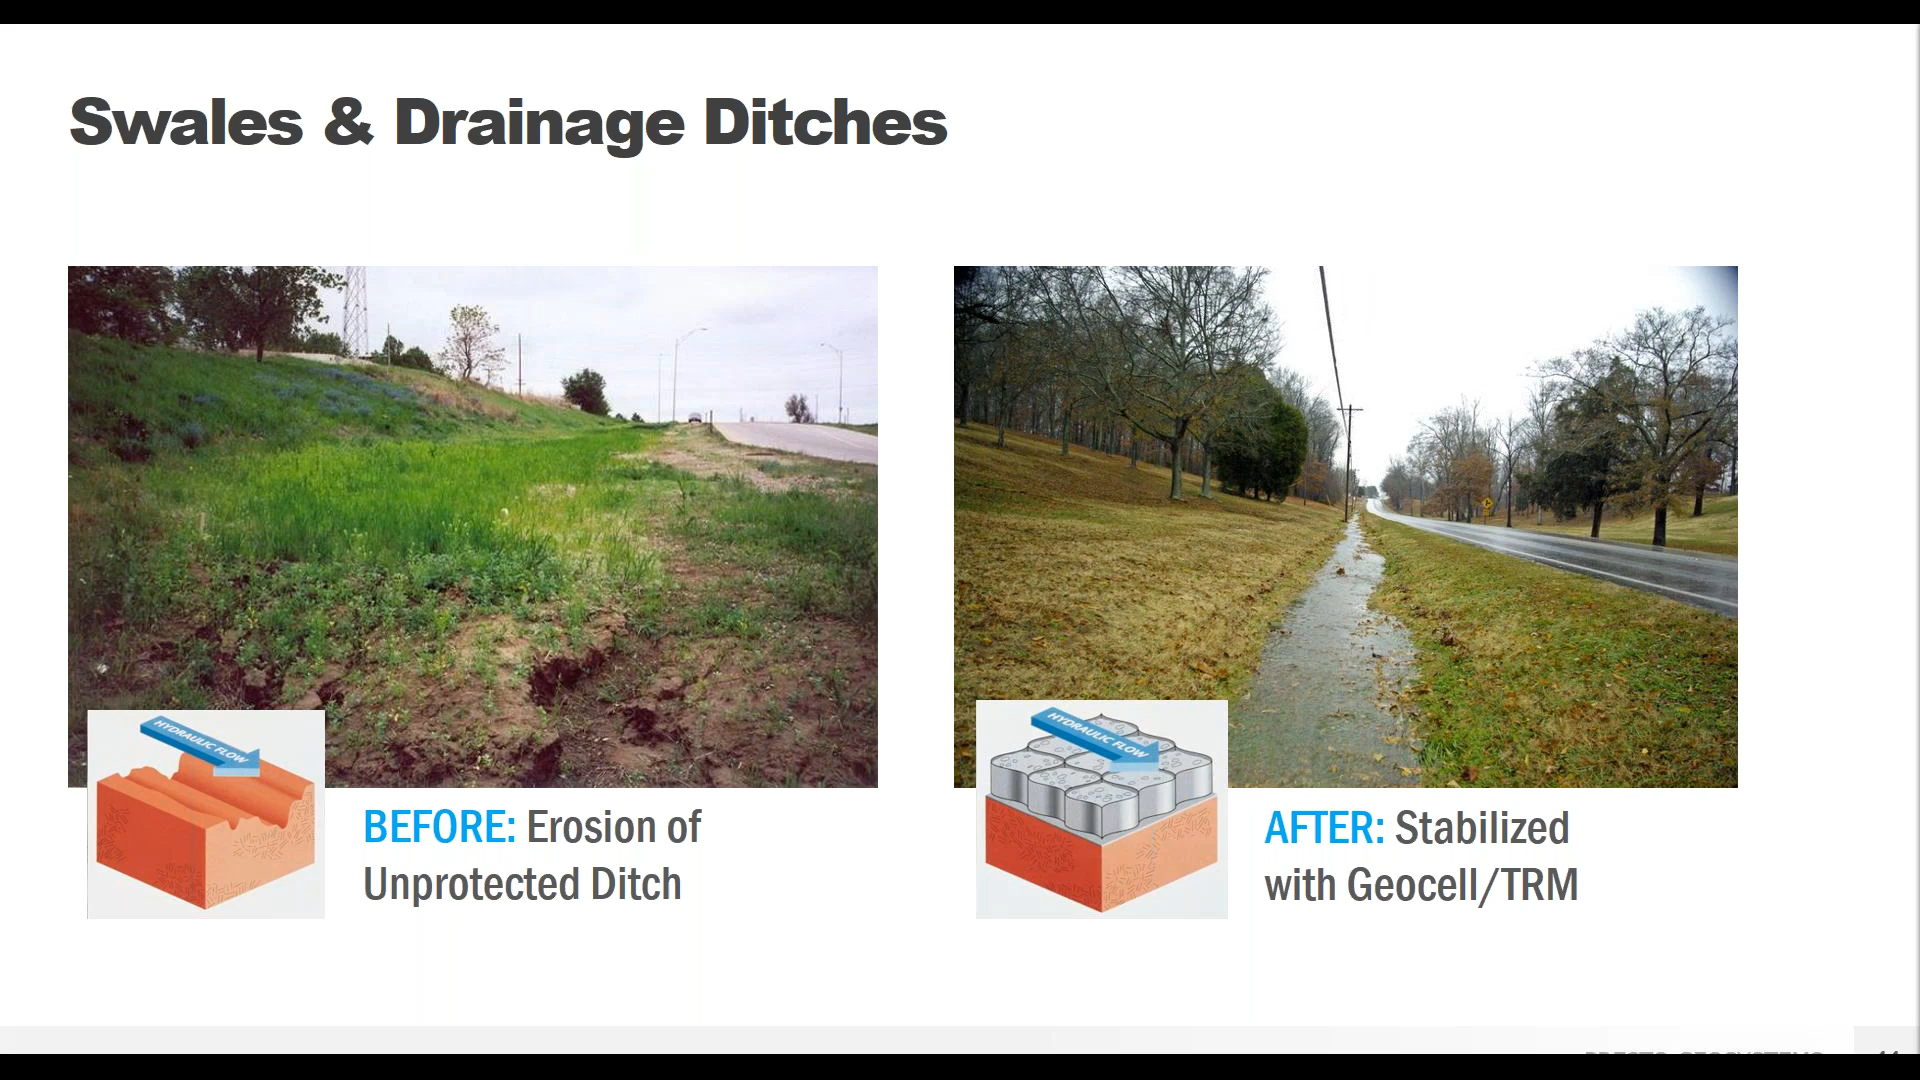 Swales & Drainage Ditches
HYDRAULIC FLOW
BEFORE: Erosion of
Unprotected Ditch
HYDRAULIC FLOW
AFTER: Stabilized
with Geocell/TRM